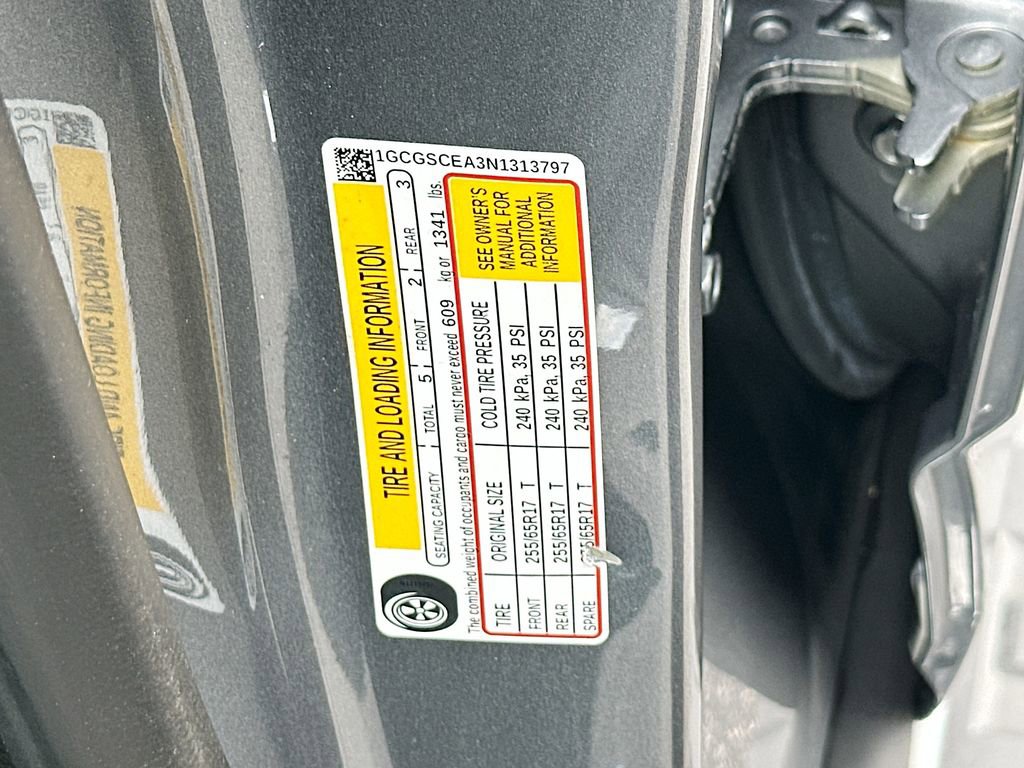 1GCGSCEA3N1313797
TIRE AND LOADING INFORMATION
SEATING CAPACITY TOTAL 5 FRONT 2 REAR 3
The combined weight of occupants and cargo must never exceed 609 kg or 1341 lbs.
TIRE ORIGINAL SIZE COLD TIRE PRESSURE
FRONT 255/65R17 T 240 kPa, 35 PSI
REAR 255/65R17 T 240 kPa, 35 PSI
SPARE 255/65R17 T 240 kPa, 35 PSI
SEE OWNER'S
MANUAL FOR
ADDITIONAL
INFORMATION